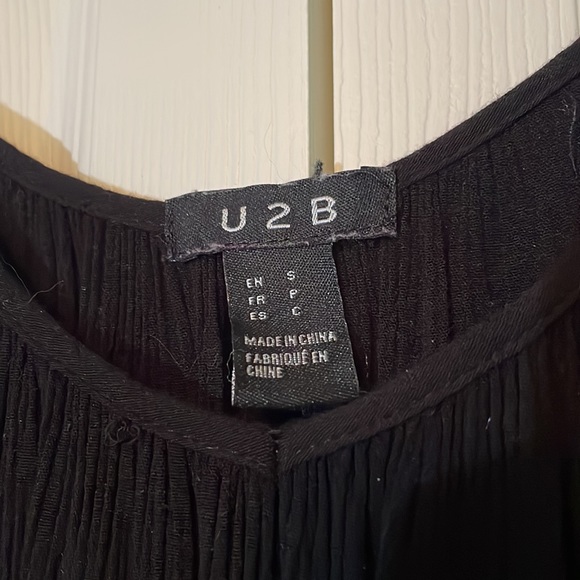 U2B
EN S
FR P
ES C
MADE IN CHINA
FABRIQUÉ EN
CHINE